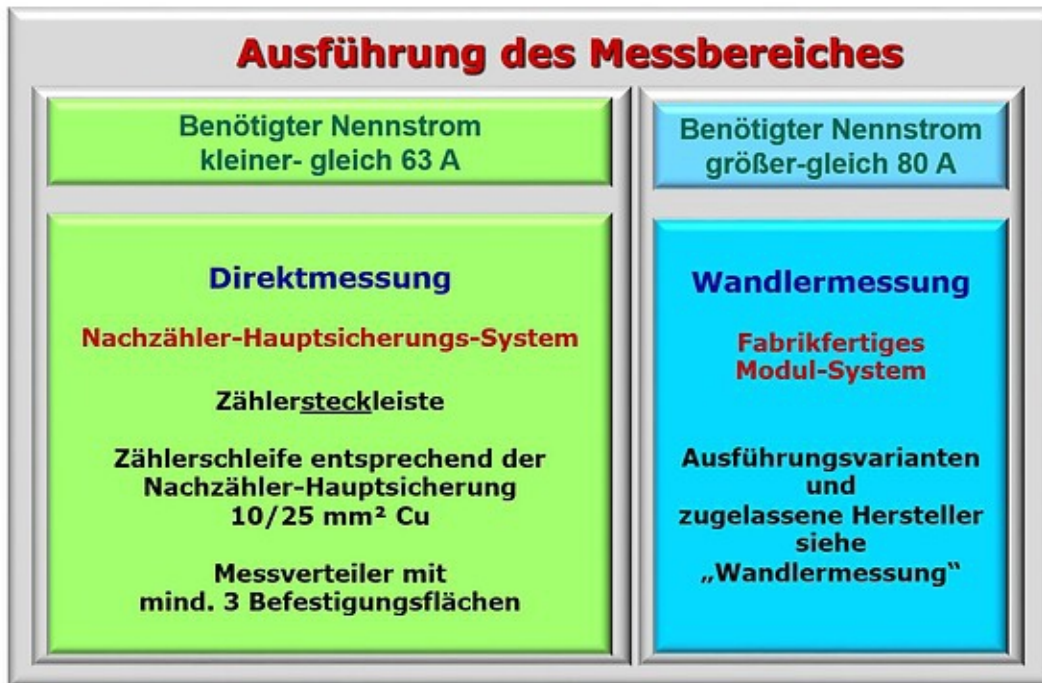 Ausführung des Messbereiches
Benötigter Nennstrom
kleiner- gleich 63 A
Direktmessung
Nachzähler-Hauptsicherungs-System
Zählersteckleiste
Zählerschleife entsprechend der
Nachzähler-Hauptsicherung
10/25 mm² Cu
Messverteiler mit
mind. 3 Befestigungsflächen
Benötigter Nennstrom
größer-gleich 80 A
Wandlermessung
Fabrikfertiges
Modul-System
Ausführungsvarianten
und
zugelassene Hersteller
siehe
„Wandlermessung“